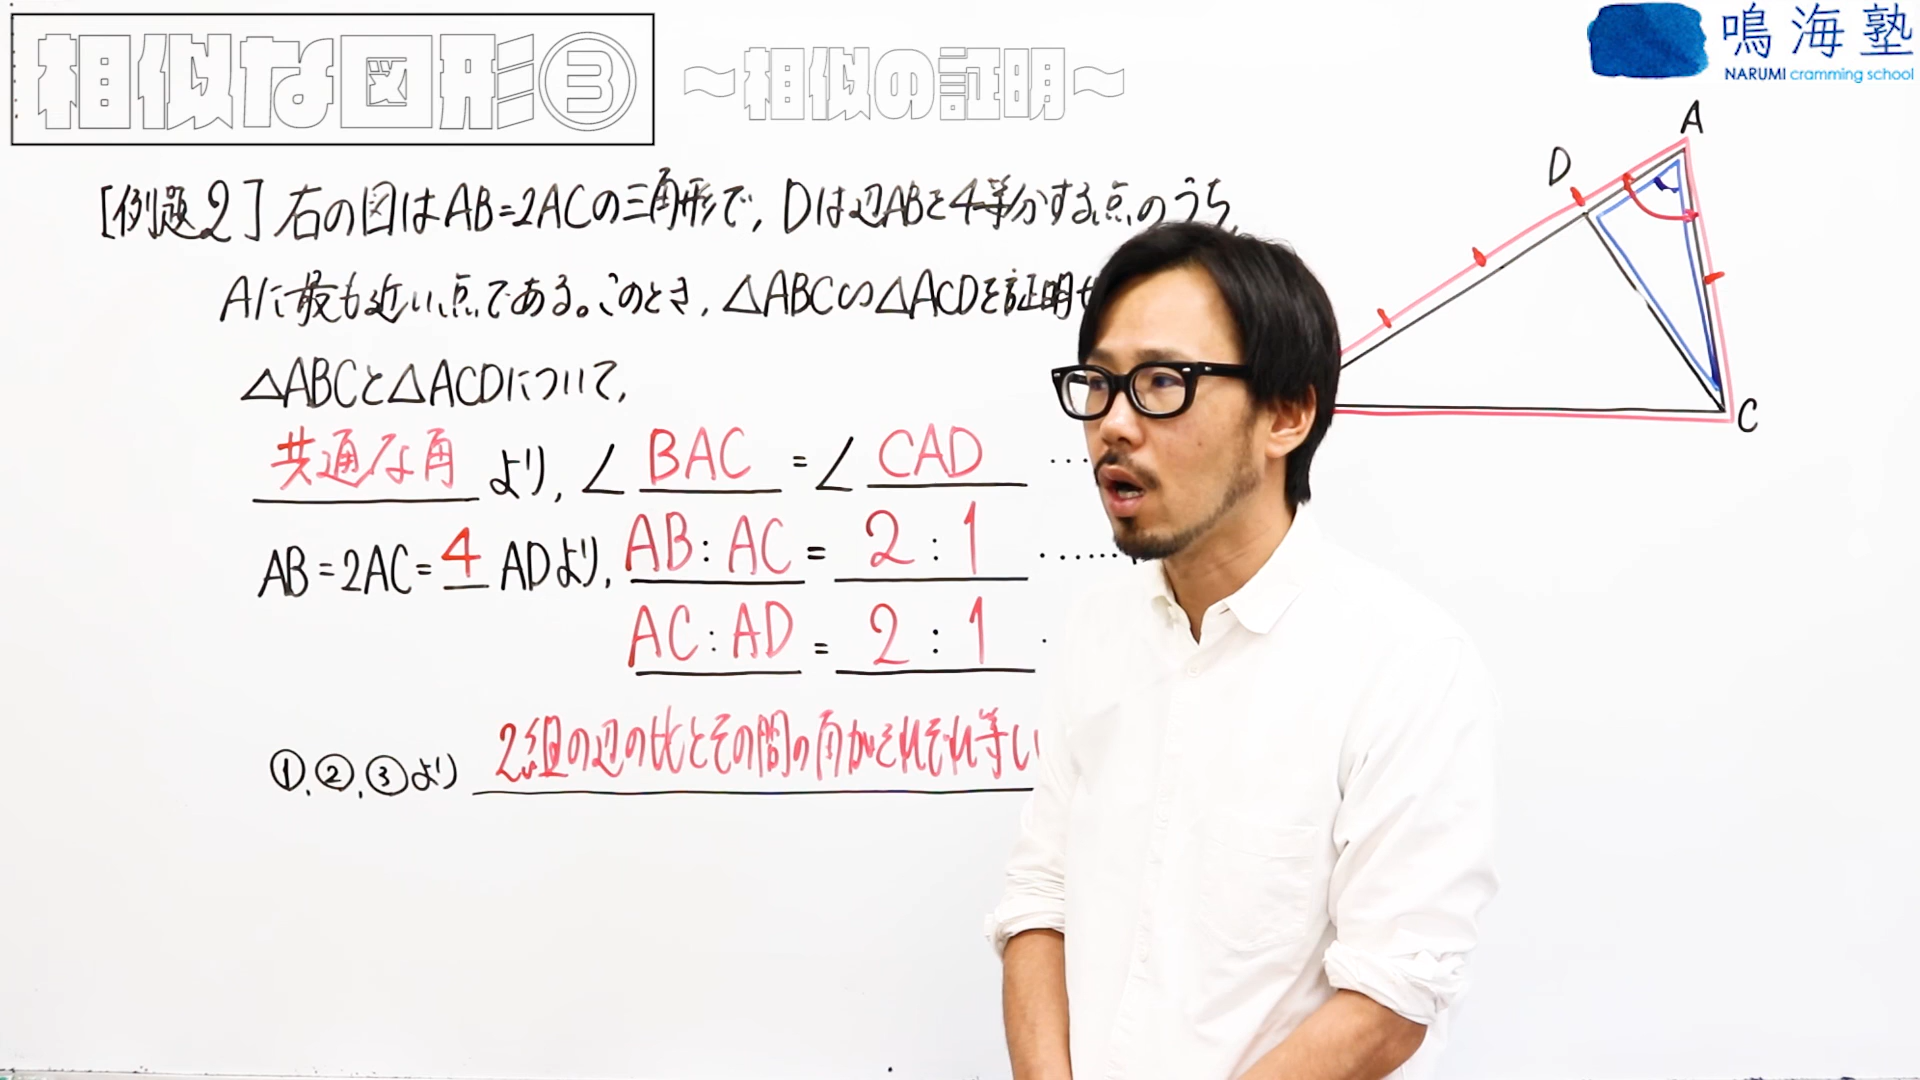 相似な図形③ ～相似の証明～
鳴海塾
NARUMI cramming school
[例題2] 右の図はAB=2ACの三角形で, Dは辺ABを4等分する点のうち,
Aに最も近い点である。このとき, △ABC∽△ACDを証明せ
△ABCと△ACDについて,
共通な角 より, ∠ BAC = ∠ CAD ……
AB=2AC= 4 ADより, AB:AC = 2:1 ……
AC:AD = 2:1 ・
①,②,③より 2組の辺の比とその間の角がそれぞれ等しい
A
D
C